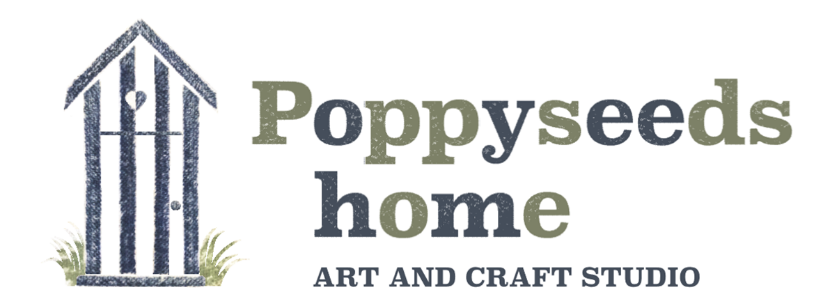 Poppyseeds
home
ART AND CRAFT STUDIO